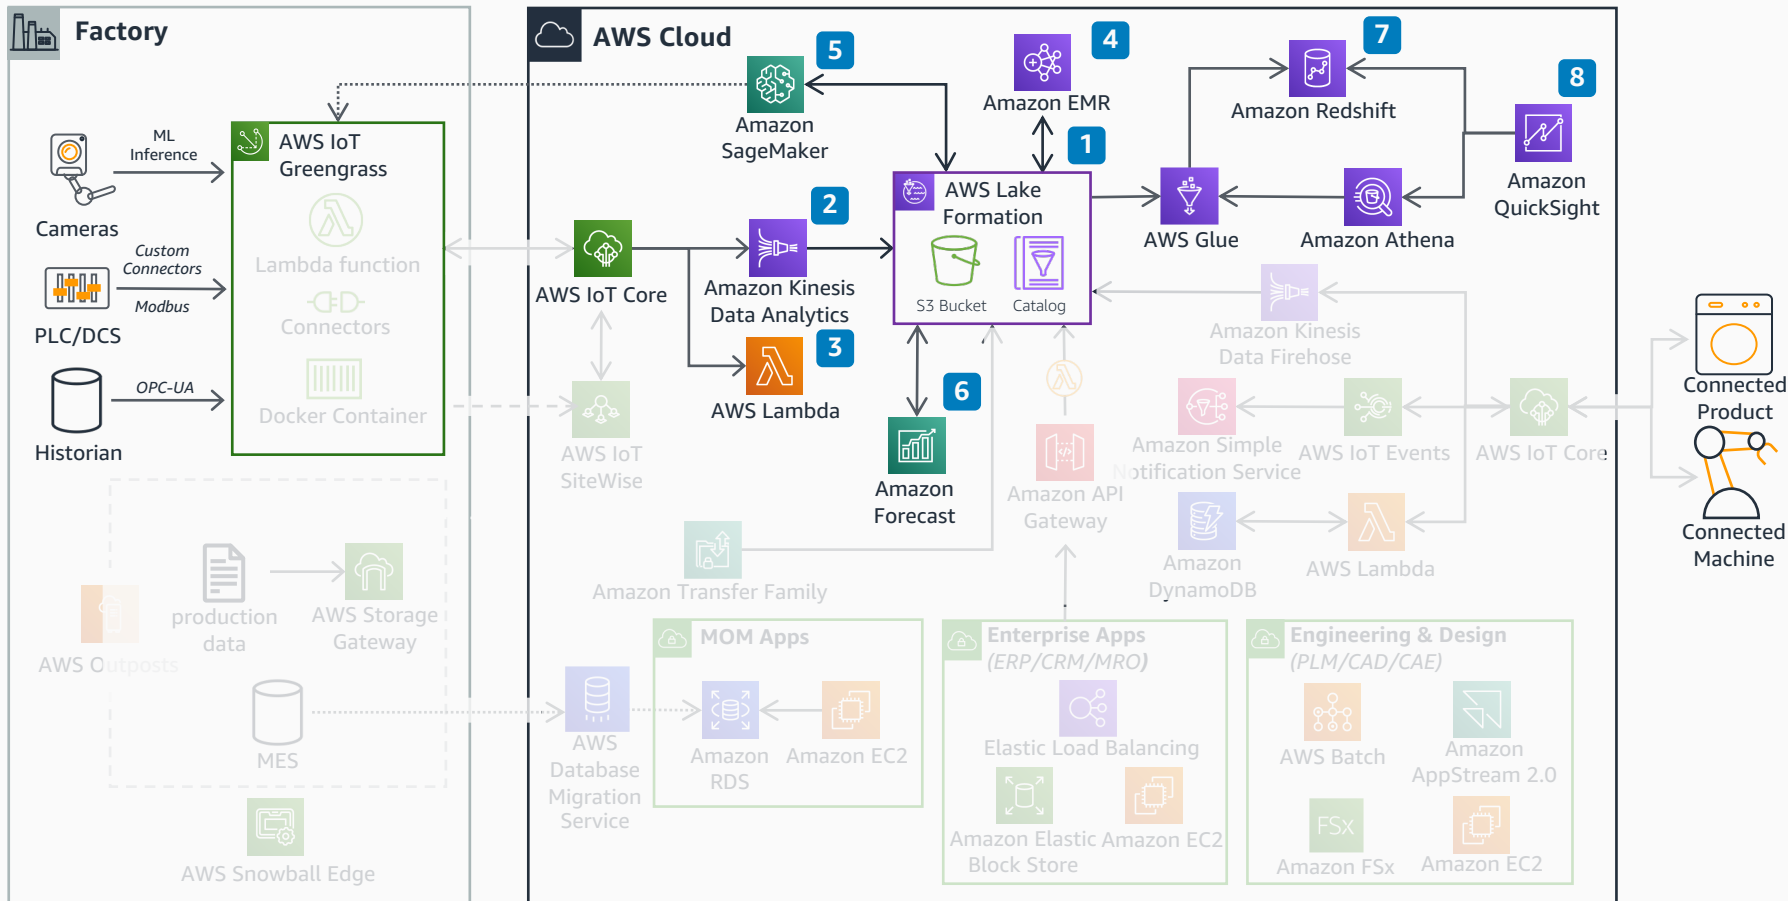 Factory
AWS Cloud
5
4
7
8
Amazon
SageMaker
Amazon EMR
Amazon Redshift
1
ML
Inference
AWS IoT
Greengrass
Cameras
Custom
Connectors
Modbus
PLC/DCS
OPC-UA
Historian
Lambda function
Connectors
Docker Container
2
AWS IoT Core
Amazon Kinesis
Data Analytics
3
AWS Lambda
AWS Lake
Formation
S3 Bucket
Catalog
AWS Glue
Amazon Athena
Amazon
QuickSight
6
Amazon
Forecast
AWS IoT
SiteWise
Amazon Kinesis
Data Firehose
Amazon Simple
Notification Service
AWS IoT Events
AWS IoT Core
Connected
Product
Connected
Machine
Amazon API
Gateway
Amazon
DynamoDB
AWS Lambda
Amazon Transfer Family
production
data
AWS Storage
Gateway
AWS Outposts
MES
AWS Snowball Edge
AWS
Database
Migration
Service
MOM Apps
Amazon
RDS
Amazon EC2
Enterprise Apps
(ERP/CRM/MRO)
Elastic Load Balancing
Amazon Elastic
Block Store
Amazon EC2
Engineering & Design
(PLM/CAD/CAE)
AWS Batch
Amazon
AppStream 2.0
FSx
Amazon FSx
Amazon EC2